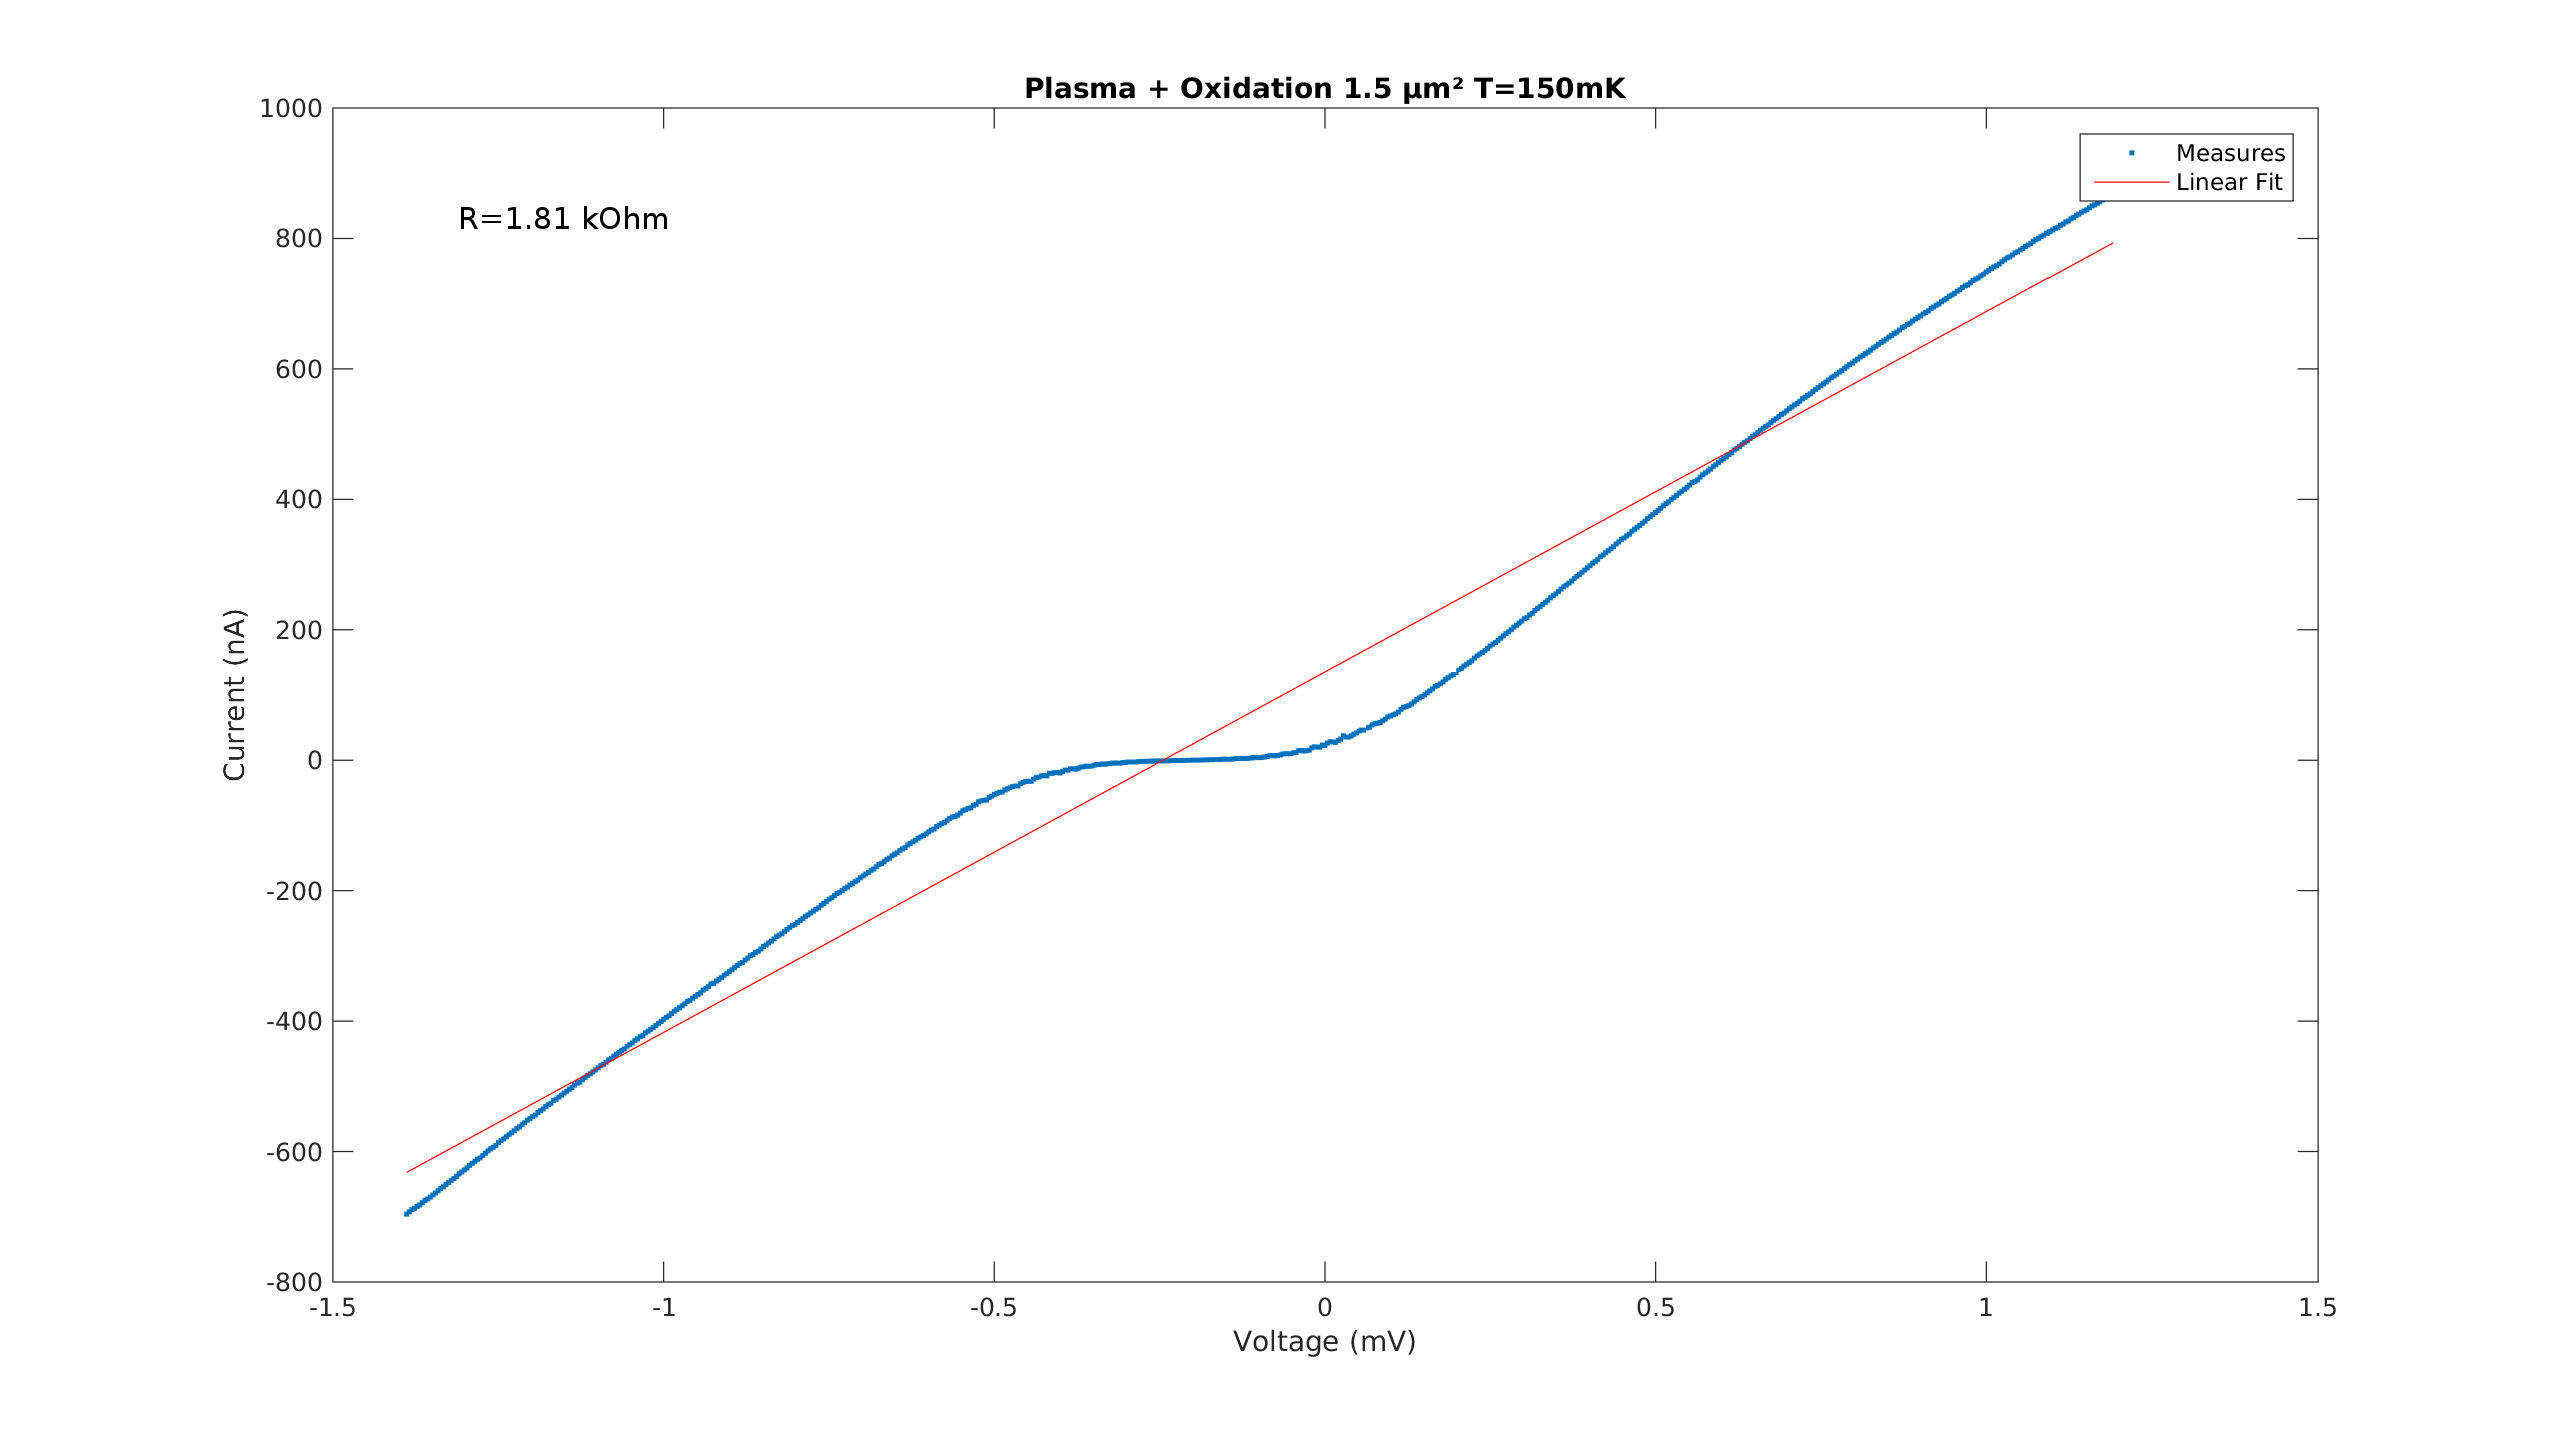 Plasma + Oxidation 1.5 µm² T=150mK
1000
800
600
400
200
0
-200
-400
-600
-800
Current (nA)
R=1.81 kOhm
Measures
Linear Fit
-1.5 -1 -0.5 0 0.5 1 1.5
Voltage (mV)